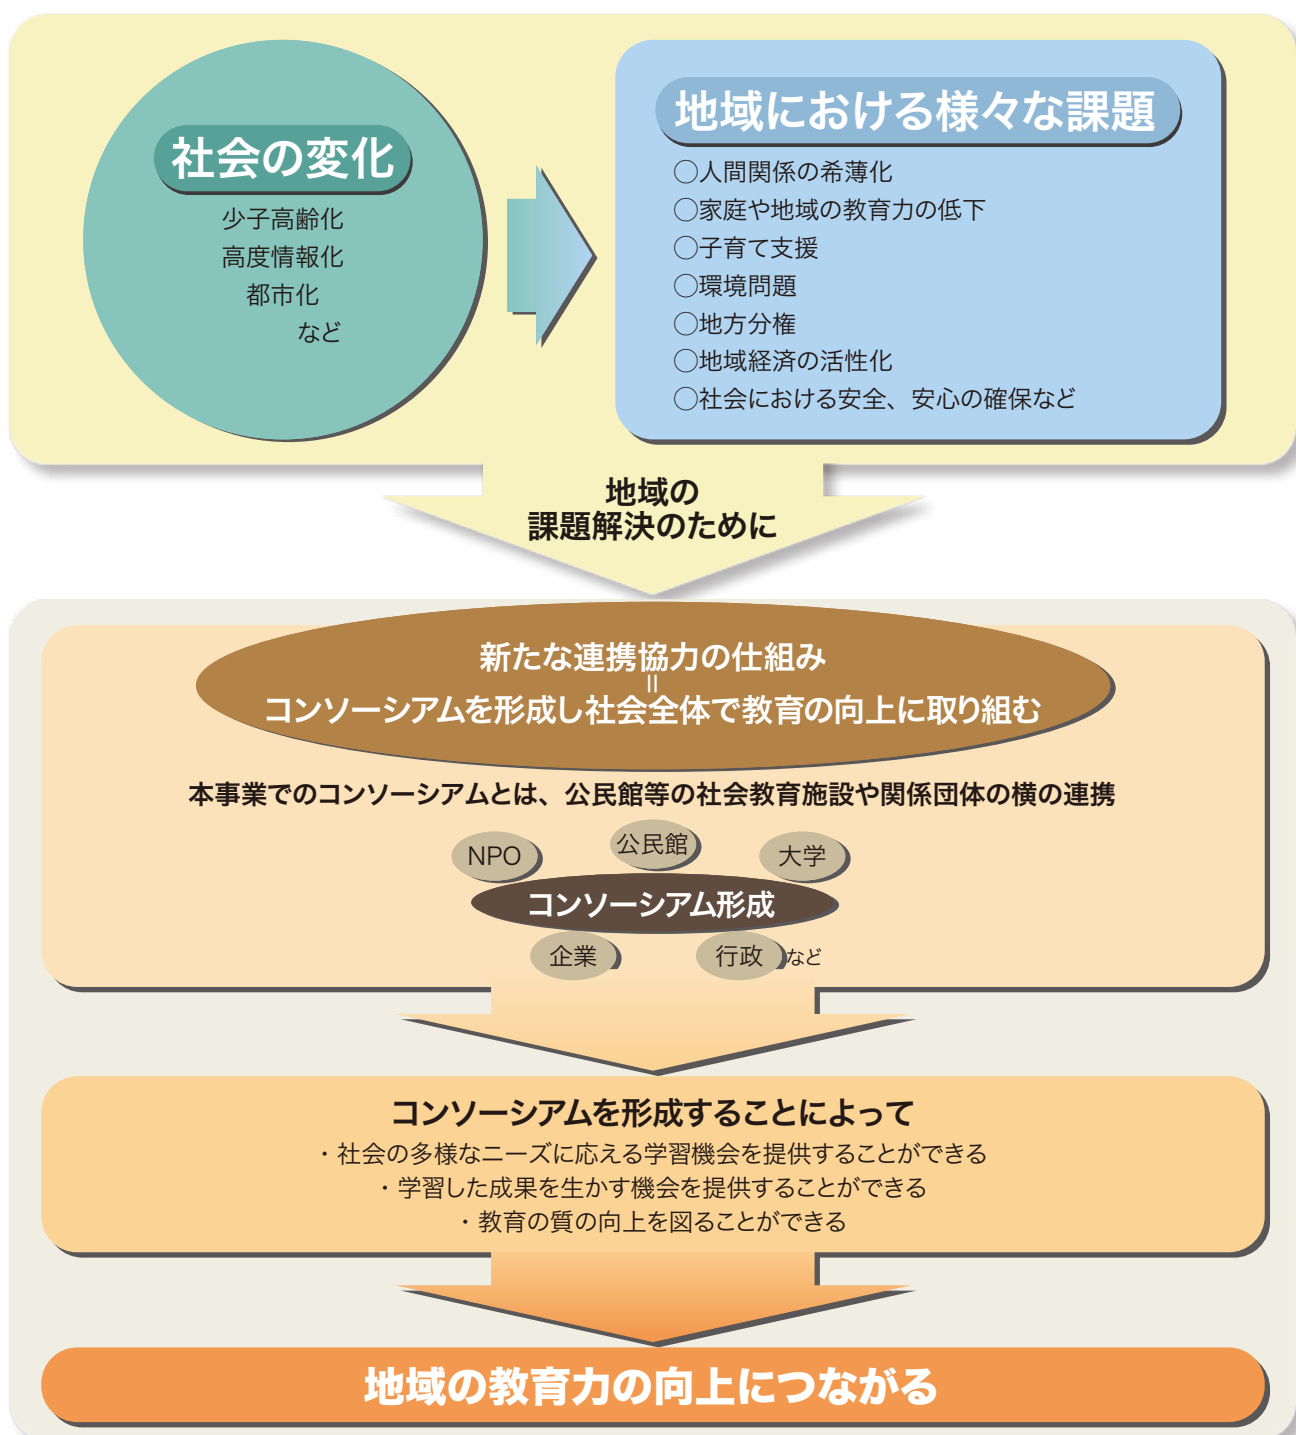 社会の変化
少子高齢化
高度情報化
都市化
など
地域における様々な課題
○人間関係の希薄化
○家庭や地域の教育力の低下
○子育て支援
○環境問題
○地方分権
○地域経済の活性化
○社会における安全、安心の確保など
地域の
課題解決のために
新たな連携協力の仕組み
＝
コンソーシアムを形成し社会全体で教育の向上に取り組む
本事業でのコンソーシアムとは、公民館等の社会教育施設や関係団体の横の連携
NPO 公民館 大学
コンソーシアム形成
企業 行政 など
コンソーシアムを形成することによって
・社会の多様なニーズに応える学習機会を提供することができる
・学習した成果を生かす機会を提供することができる
・教育の質の向上を図ることができる
地域の教育力の向上につながる